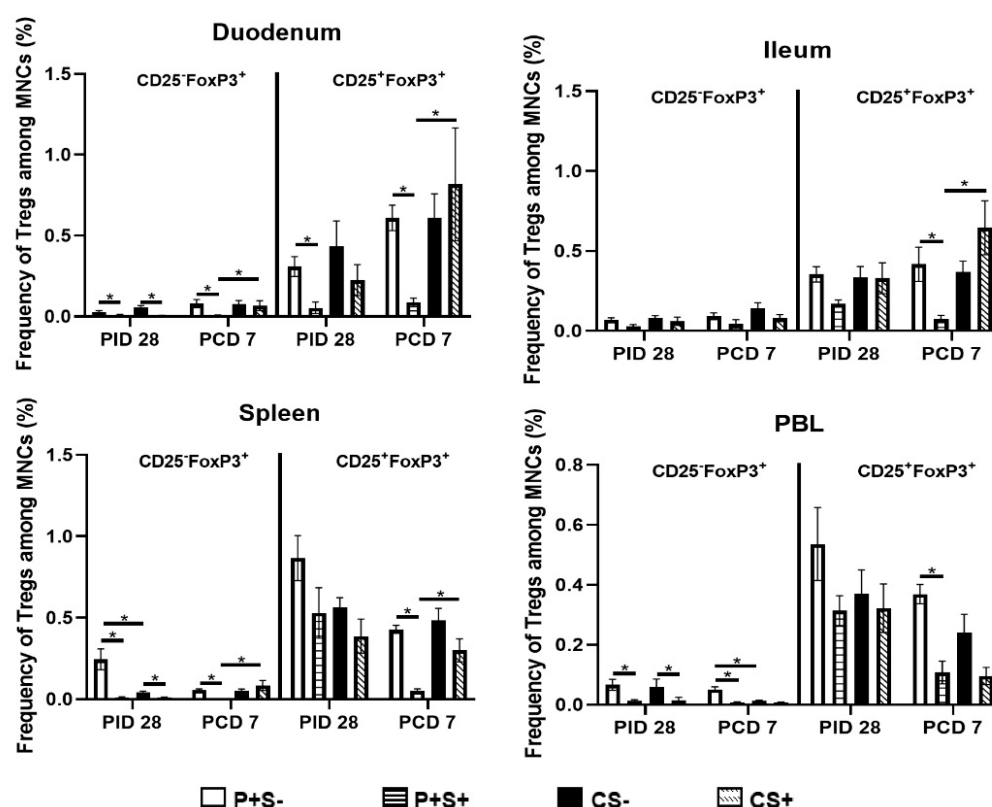 Duodenum
Frequency of Tregs among MNCs (%)
CD25⁻FoxP3⁺
CD25⁺FoxP3⁺
1.5
1.0
0.5
0.0
* * * * * * *
PID 28 PCD 7 PID 28 PCD 7
Ileum
Frequency of Tregs among MNCs (%)
CD25⁻FoxP3⁺
CD25⁺FoxP3⁺
1.5
1.0
0.5
0.0
* *
PID 28 PCD 7 PID 28 PCD 7
Spleen
Frequency of Tregs among MNCs (%)
CD25⁻FoxP3⁺
CD25⁺FoxP3⁺
1.5
1.0
0.5
0.0
* * * * * * *
PID 28 PCD 7 PID 28 PCD 7
PBL
Frequency of Tregs among MNCs (%)
CD25⁻FoxP3⁺
CD25⁺FoxP3⁺
0.8
0.6
0.4
0.2
0.0
* * * * *
PID 28 PCD 7 PID 28 PCD 7
P+S- P+S+ CS- CS+